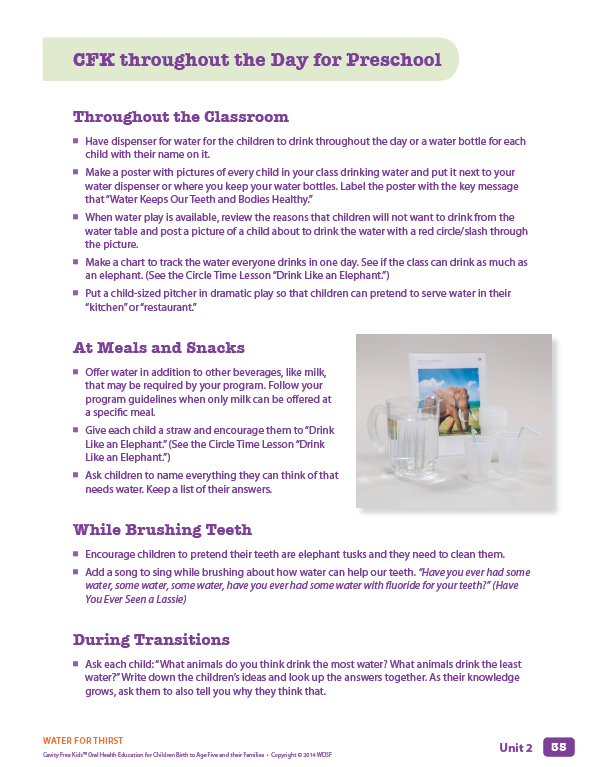 CFK throughout the Day for Preschool
Throughout the Classroom
■ Have dispenser for water for the children to drink throughout the day or a water bottle for each
child with their name on it.
■ Make a poster with pictures of every child in your class drinking water and put it next to your
water dispenser or where you keep your water bottles. Label the poster with the key message
that “Water Keeps Our Teeth and Bodies Healthy.”
■ When water play is available, review the reasons that children will not want to drink from the
water table and post a picture of a child about to drink the water with a red circle/slash through
the picture.
■ Make a chart to track the water everyone drinks in one day. See if the class can drink as much as
an elephant. (See the Circle Time Lesson “Drink Like an Elephant.”)
■ Put a child-sized pitcher in dramatic play so that children can pretend to serve water in their
“kitchen” or “restaurant.”
At Meals and Snacks
■ Offer water in addition to other beverages, like milk,
that may be required by your program. Follow your
program guidelines when only milk can be offered at
a specific meal.
■ Give each child a straw and encourage them to “Drink
Like an Elephant.” (See the Circle Time Lesson “Drink
Like an Elephant.”)
■ Ask children to name everything they can think of that
needs water. Keep a list of their answers.
While Brushing Teeth
■ Encourage children to pretend their teeth are elephant tusks and they need to clean them.
■ Add a song to sing while brushing about how water can help our teeth. “Have you ever had some
water, some water, some water, have you ever had some water with fluoride for your teeth?” (Have
You Ever Seen a Lassie)
During Transitions
■ Ask each child: “What animals do you think drink the most water? What animals drink the least
water?” Write down the children’s ideas and look up the answers together. As their knowledge
grows, ask them to also tell you why they think that.
WATER FOR THIRST
Cavity Free Kids™ Oral Health Education for Children Birth to Age Five and their Families • Copyright © 2014 WDSF
Unit 2 55